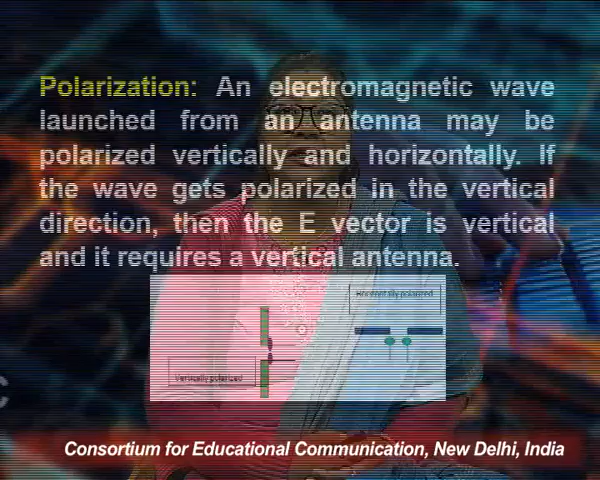 Polarization: An electromagnetic wave
launched from an antenna may be
polarized vertically and horizontally. If
the wave gets polarized in the vertical
direction, then the E vector is vertical
and it requires a vertical antenna.
Horizontally polarized
Vertically polarized
C
Consortium for Educational Communication, New Delhi, India